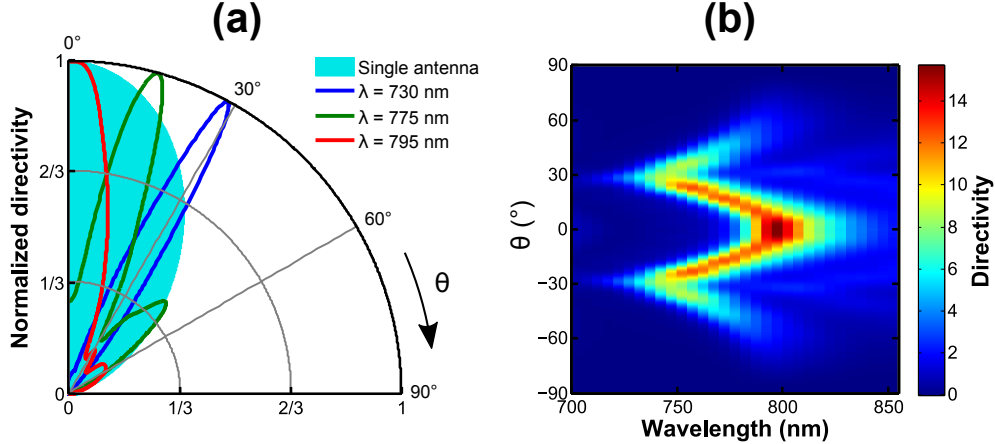 (a)
0°
1
2/3
1/3
0
Normalized directivity
Single antenna
λ = 730 nm
λ = 775 nm
λ = 795 nm
30°
60°
θ
90°
0
1/3
2/3
1
(b)
90
60
30
0
−30
−60
−90
θ (°)
700
750
800
850
Wavelength (nm)
14
12
10
8
6
4
2
0
Directivity